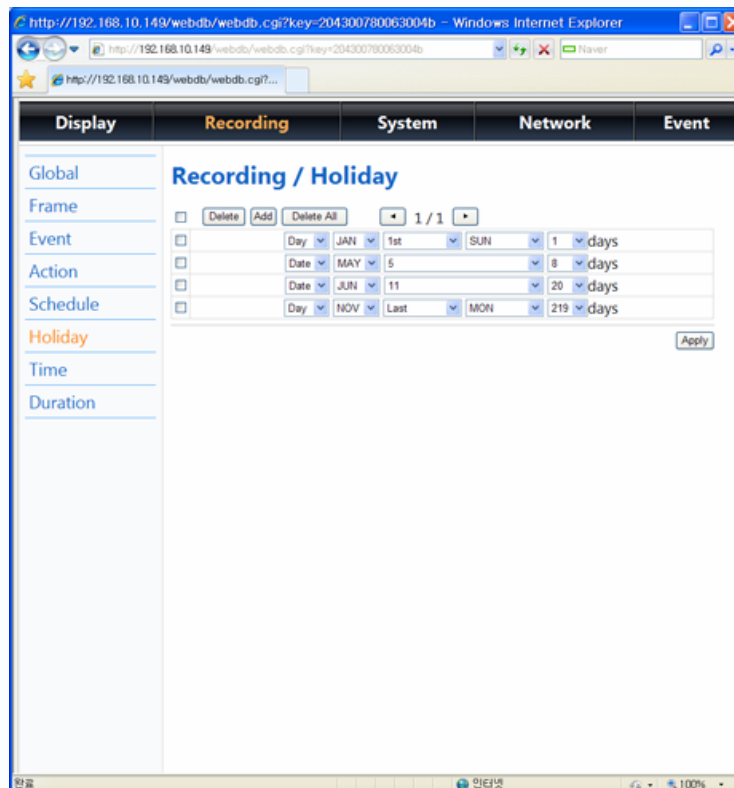 http://192.168.10.149/webdb/webdb.cgi?key=204300780063004b - Windows Internet Explorer
http://192.168.10.149/webdb/webdb.cgi?key=204300780063004b Naver
http://192.168.10.149/webdb/webdb.cgi?...
Display Recording System Network Event
Global
Frame
Event
Action
Schedule
Holiday
Time
Duration
Recording / Holiday
Delete Add Delete All 1 / 1
Day JAN 1st SUN 1 days
Date MAY 5 8 days
Date JUN 11 20 days
Day NOV Last MON 219 days
Apply
완료 인터넷 100%